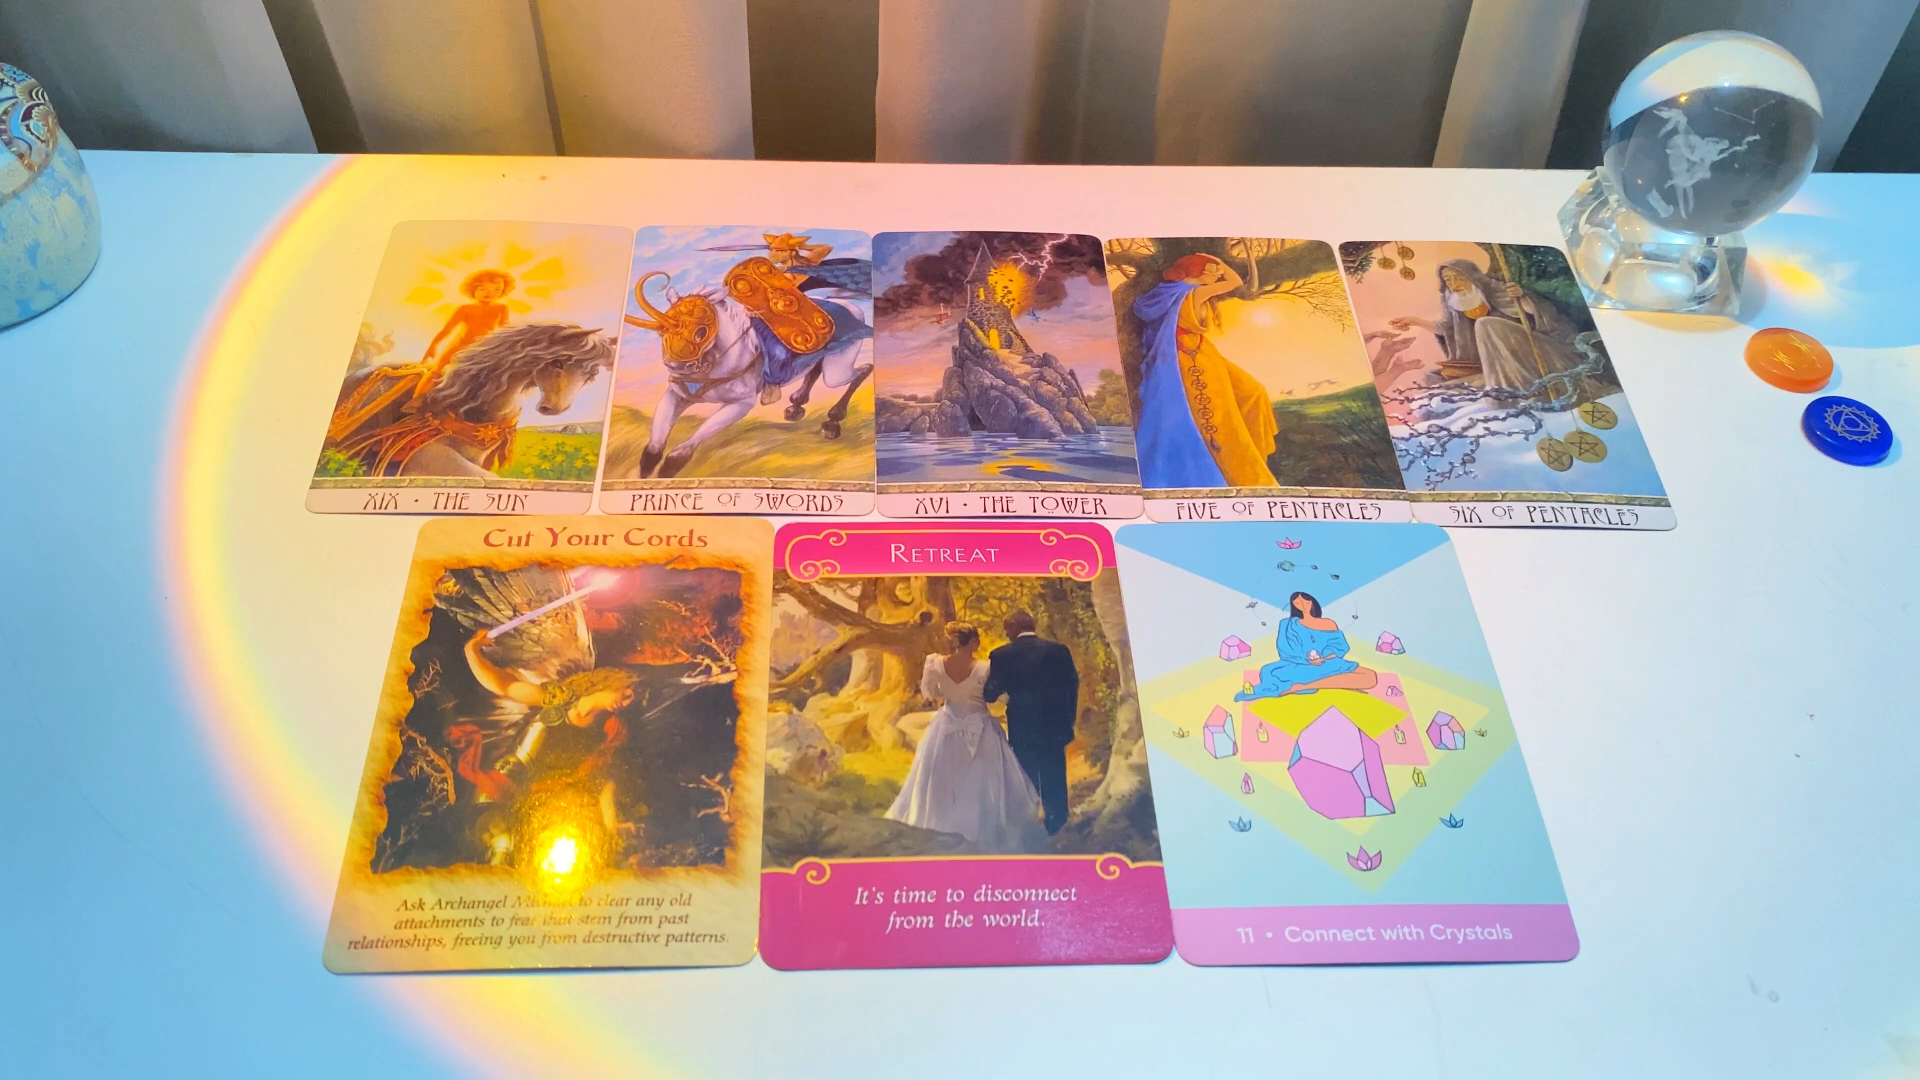 XIX • THE SUN
PRINCE OF SWORDS
XVI • THE TOWER
FIVE OF PENTACLES
SIX OF PENTACLES
Cut Your Cords
Ask Archangel Michael to clear any old
attachments to fear that stem from past
relationships, freeing you from destructive patterns.
RETREAT
It's time to disconnect
from the world.
11 • Connect with Crystals